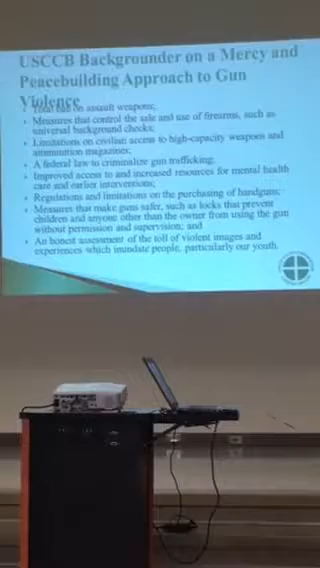 USCCB Backgrounder on a Mercy and
Peacebuilding Approach to Gun
Violence
Total ban on assault weapons;
Measures that control the sale and use of firearms, such as
universal background checks;
Limitations on civilian access to high-capacity weapons and
ammunition magazines;
A federal law to criminalize gun trafficking;
Improved access to and increased resources for mental health
care and earlier interventions;
Regulations and limitations on the purchasing of handguns;
Measures that make guns safer, such as locks that prevent
children and anyone other than the owner from using the gun
without permission and supervision; and
An honest assessment of the toll of violent images and
experiences which inundate people, particularly our youth.